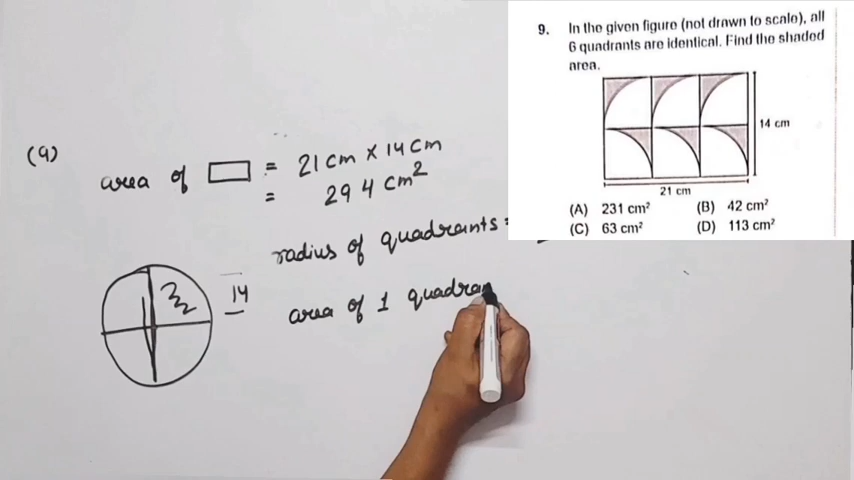 9. In the given figure (not drawn to scale), all
6 quadrants are identical. Find the shaded
area.
14 cm
21 cm
(A) 231 cm² (B) 42 cm²
(C) 63 cm² (D) 113 cm²
(9)
area of = 21 cm × 14 cm
= 294 cm²
radius of quadrants =
14
area of 1 quadran